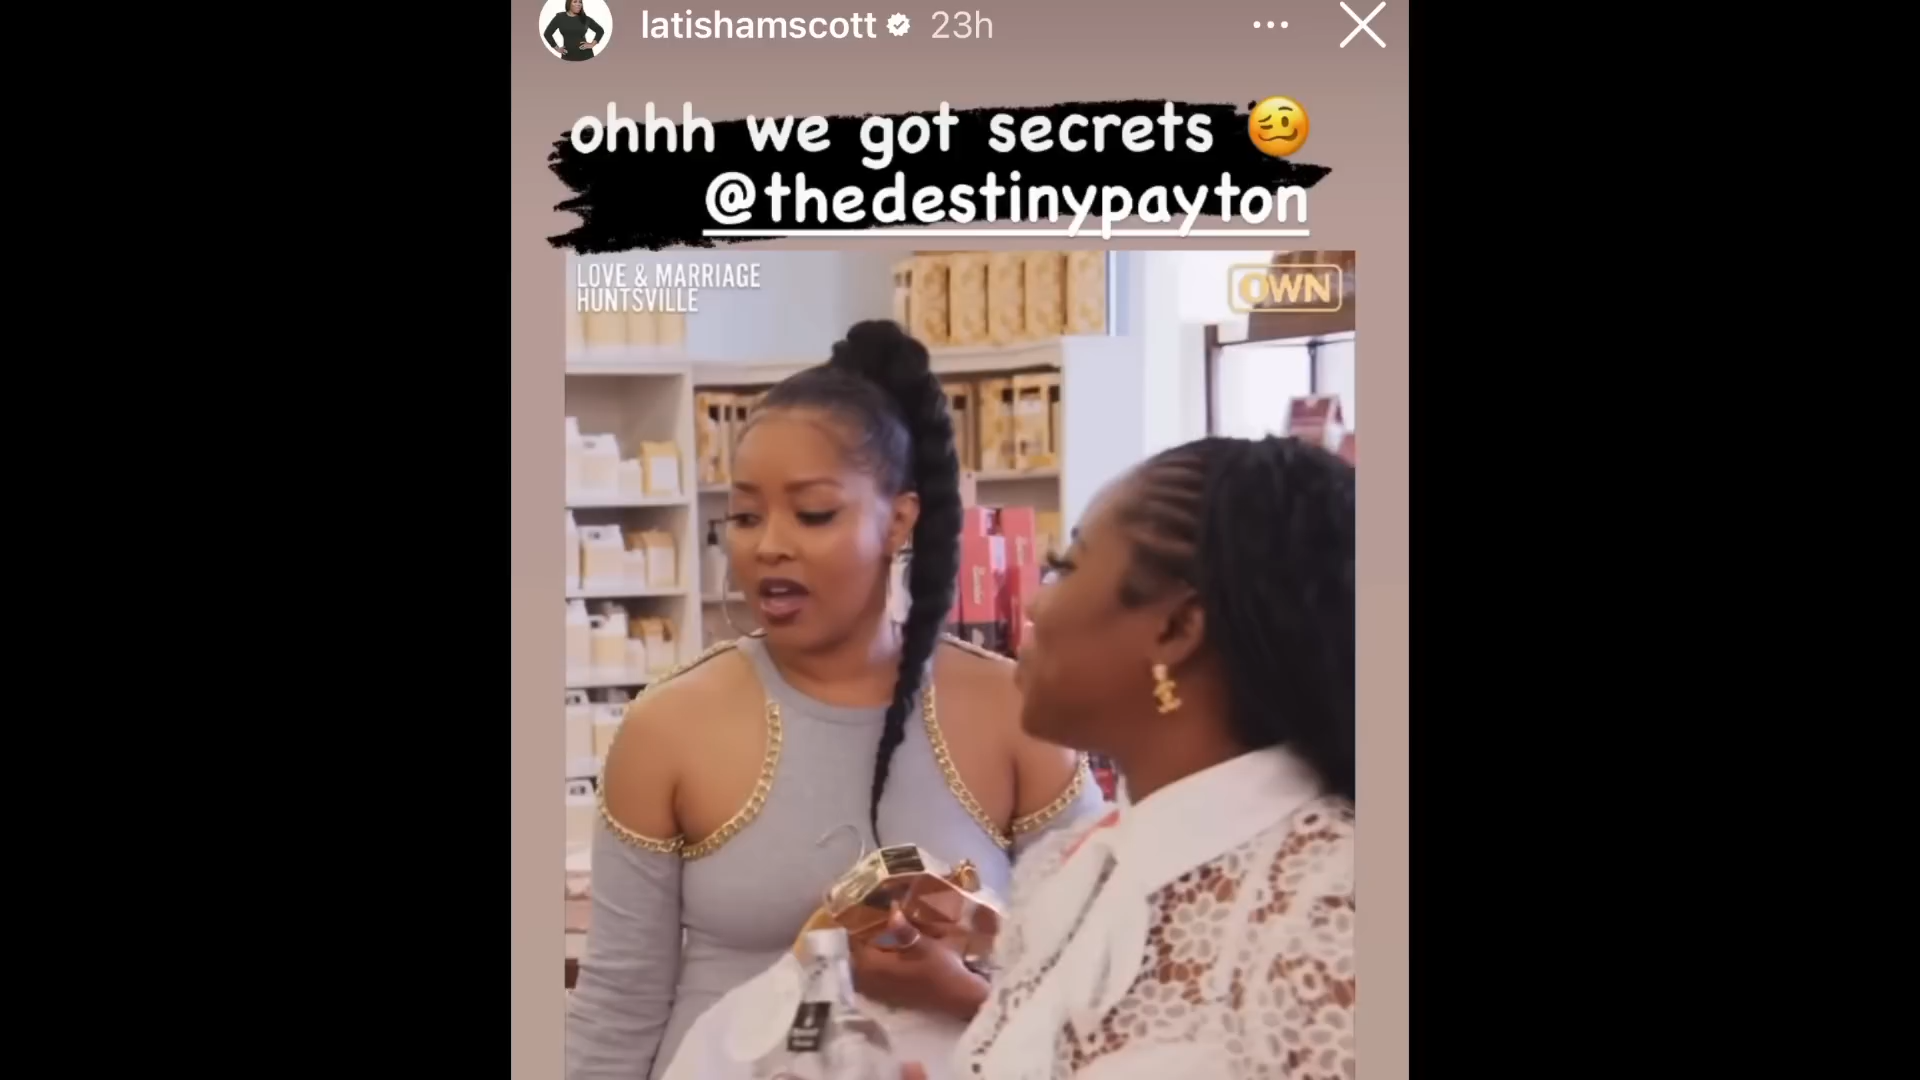 latishamscott 23h
ohhh we got secrets 🥴
@thedestinypayton
LOVE & MARRIAGE
HUNTSVILLE
OWN